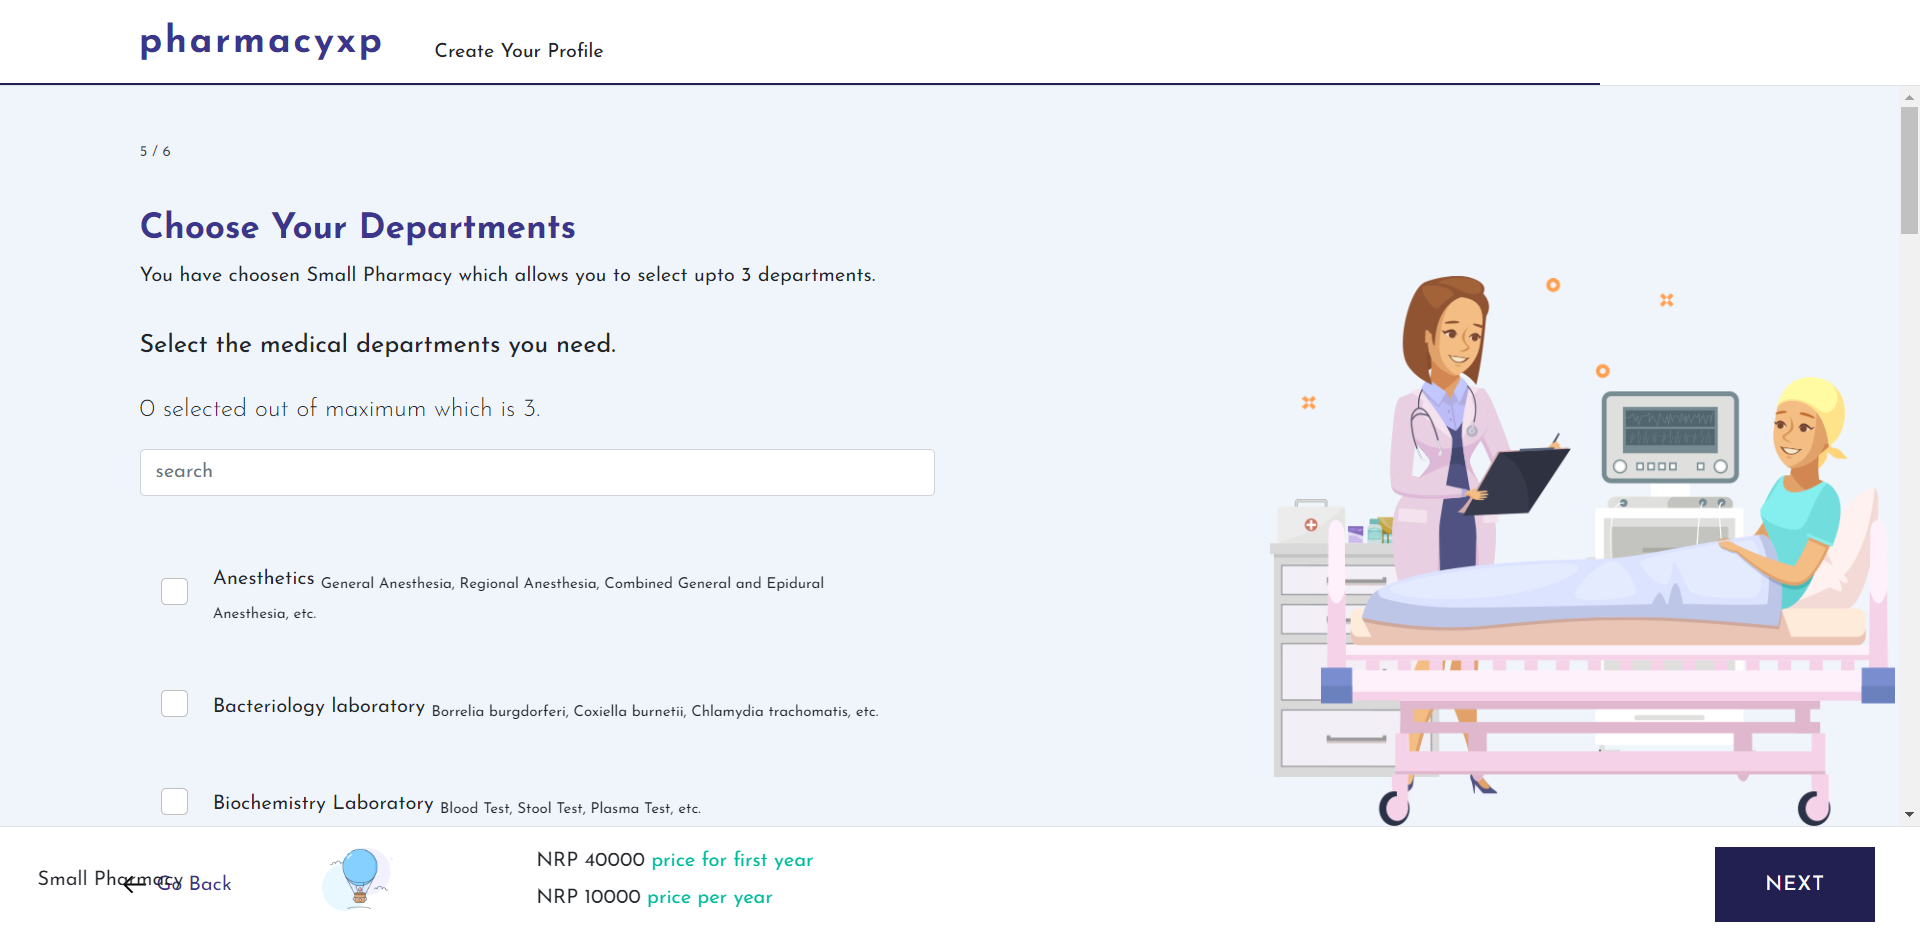 pharmacyxp
Create Your Profile
5 / 6
Choose Your Departments
You have choosen Small Pharmacy which allows you to select upto 3 departments.
Select the medical departments you need.
0 selected out of maximum which is 3.
search
Anesthetics General Anesthesia, Regional Anesthesia, Combined General and Epidural
Anesthesia, etc.
Bacteriology laboratory Borrelia burgdorferi, Coxiella burnetii, Chlamydia trachomatis, etc.
Biochemistry Laboratory Blood Test, Stool Test, Plasma Test, etc.
Small Pharmacy
Go Back
NRP 40000 price for first year
NRP 10000 price per year
NEXT